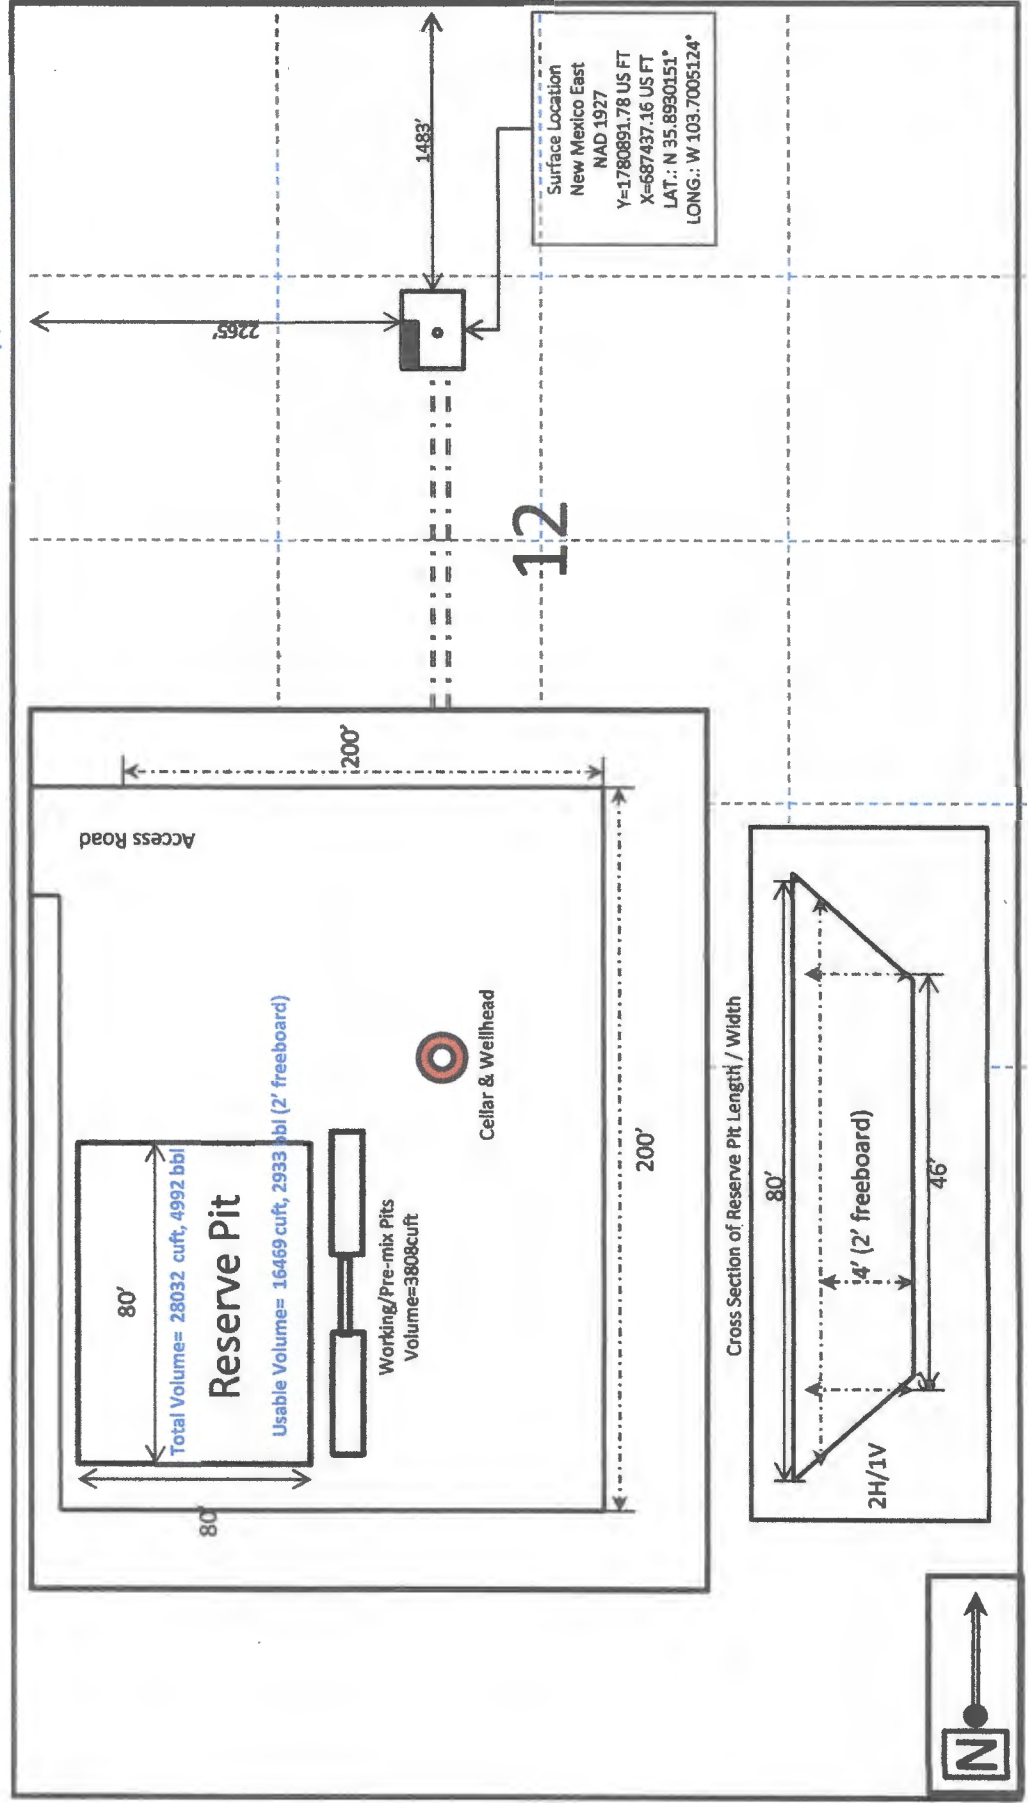 1483'
2265'
Surface Location
New Mexico East
NAD 1927
Y=1780891.78 US FT
X=687437.16 US FT
LAT.: N 35.8930151°
LONG.: W 103.7005124°
12
Access Road
200'
80'
Total Volume= 28032 cuft, 4992 bbl
Reserve Pit
Usable Volume= 16469 cuft, 2933 bbl (2' freeboard)
80'
Working/Pre-mix Pits
Volume=3808cuft
Cellar & Wellhead
200'
Cross Section of Reserve Pit Length / Width
80'
4' (2' freeboard)
46'
2H/1V
N